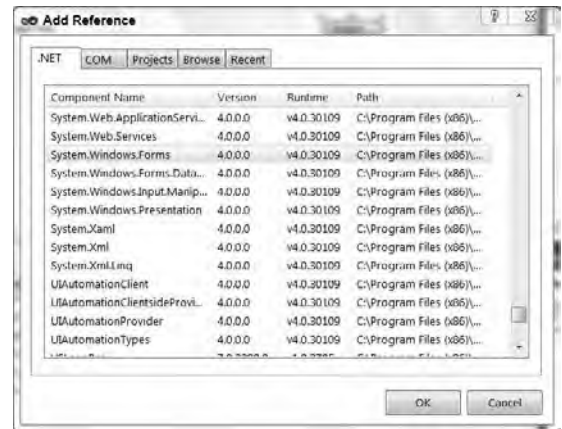 Add Reference
.NET COM Projects Browse Recent
Component Name Version Runtime Path
System.Web.ApplicationServi... 4.0.0.0 v4.0.30109 C:\Program Files (x86)\...
System.Web.Services 4.0.0.0 v4.0.30109 C:\Program Files (x86)\...
System.Windows.Forms 4.0.0.0 v4.0.30109 C:\Program Files (x86)\...
System.Windows.Forms.Data... 4.0.0.0 v4.0.30109 C:\Program Files (x86)\...
System.Windows.Input.Manip... 4.0.0.0 v4.0.30109 C:\Program Files (x86)\...
System.Windows.Presentation 4.0.0.0 v4.0.30109 C:\Program Files (x86)\...
System.Xaml 4.0.0.0 v4.0.30109 C:\Program Files (x86)\...
System.Xml 4.0.0.0 v4.0.30109 C:\Program Files (x86)\...
System.Xml.Linq 4.0.0.0 v4.0.30109 C:\Program Files (x86)\...
UIAutomationClient 4.0.0.0 v4.0.30109 C:\Program Files (x86)\...
UIAutomationClientsideProvi... 4.0.0.0 v4.0.30109 C:\Program Files (x86)\...
UIAutomationProvider 4.0.0.0 v4.0.30109 C:\Program Files (x86)\...
UIAutomationTypes 4.0.0.0 v4.0.30109 C:\Program Files (x86)\...
OK Cancel